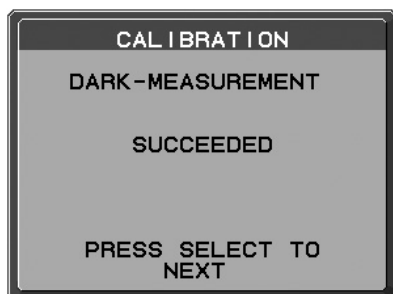 CALIBRATION
DARK-MEASUREMENT
SUCCEEDED
PRESS SELECT TO
NEXT